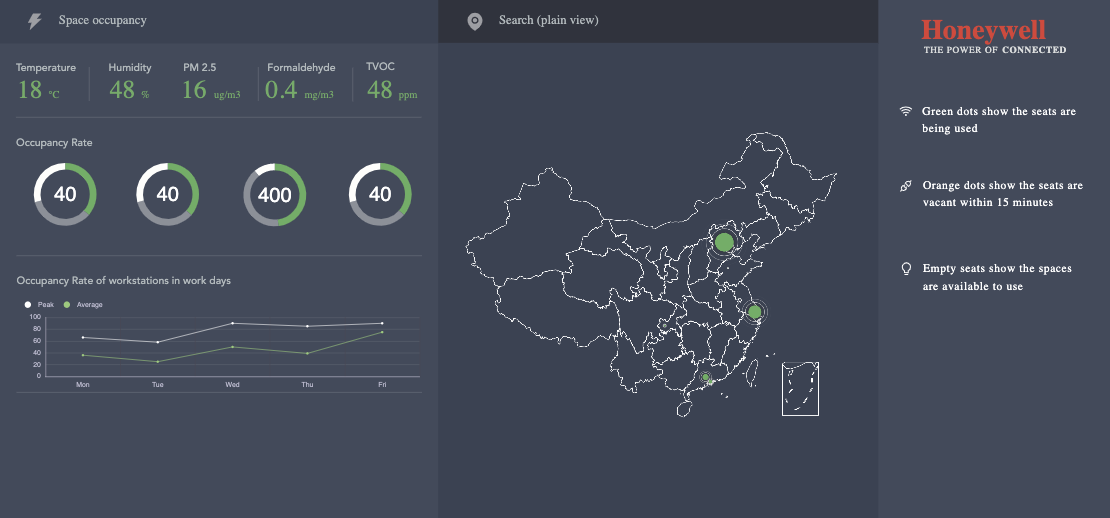 Space occupancy
Search (plain view)
Honeywell
THE POWER OF CONNECTED
Temperature
18 °C
Humidity
48 %
PM 2.5
16 ug/m3
Formaldehyde
0.4 mg/m3
TVOC
48 ppm
Occupancy Rate
40
40
400
40
Occupancy Rate of workstations in work days
Peak
Average
100
80
60
40
20
0
Mon
Tue
Wed
Thu
Fri
Green dots show the seats are
being used
Orange dots show the seats are
vacant within 15 minutes
Empty seats show the spaces
are available to use